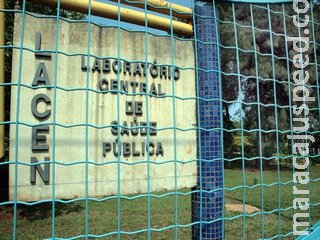 LACEN
LABORATÓRIO
CENTRAL
DE
SAÚDE
PÚBLICA
maracajuspeed.com